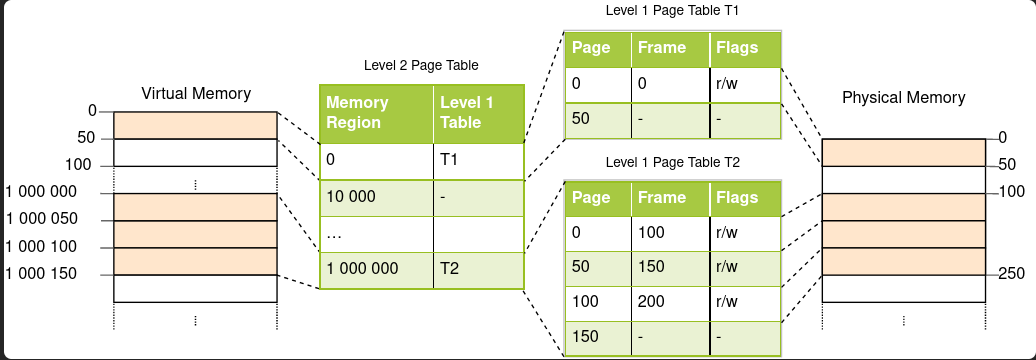 Level 1 Page Table T1
Page Frame Flags
0 0 r/w
50 - -
Level 2 Page Table
Memory Region Level 1 Table
0 T1
10 000 -
...
1 000 000 T2
Virtual Memory
0
50
100
...
1 000 000
1 000 050
1 000 100
1 000 150
...
Level 1 Page Table T2
Page Frame Flags
0 100 r/w
50 150 r/w
100 200 r/w
150 - -
Physical Memory
0
50
100
250
...